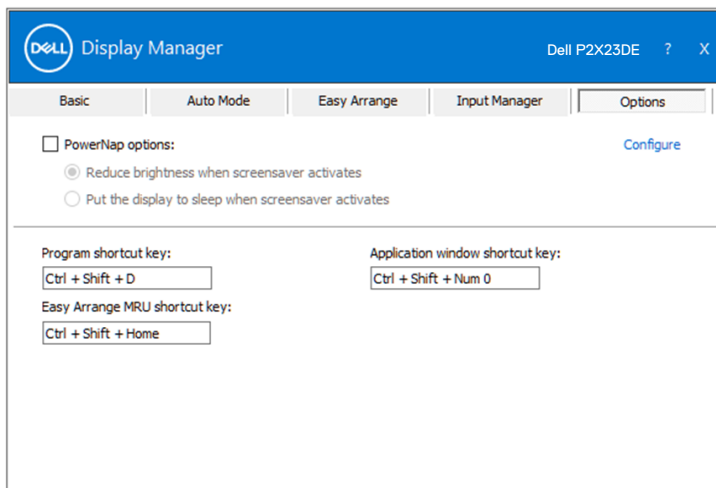 DELL Display Manager Dell P2X23DE ? X
Basic Auto Mode Easy Arrange Input Manager Options
PowerNap options: Configure
Reduce brightness when screensaver activates
Put the display to sleep when screensaver activates
Program shortcut key: Application window shortcut key:
Ctrl + Shift + D Ctrl + Shift + Num 0
Easy Arrange MRU shortcut key:
Ctrl + Shift + Home